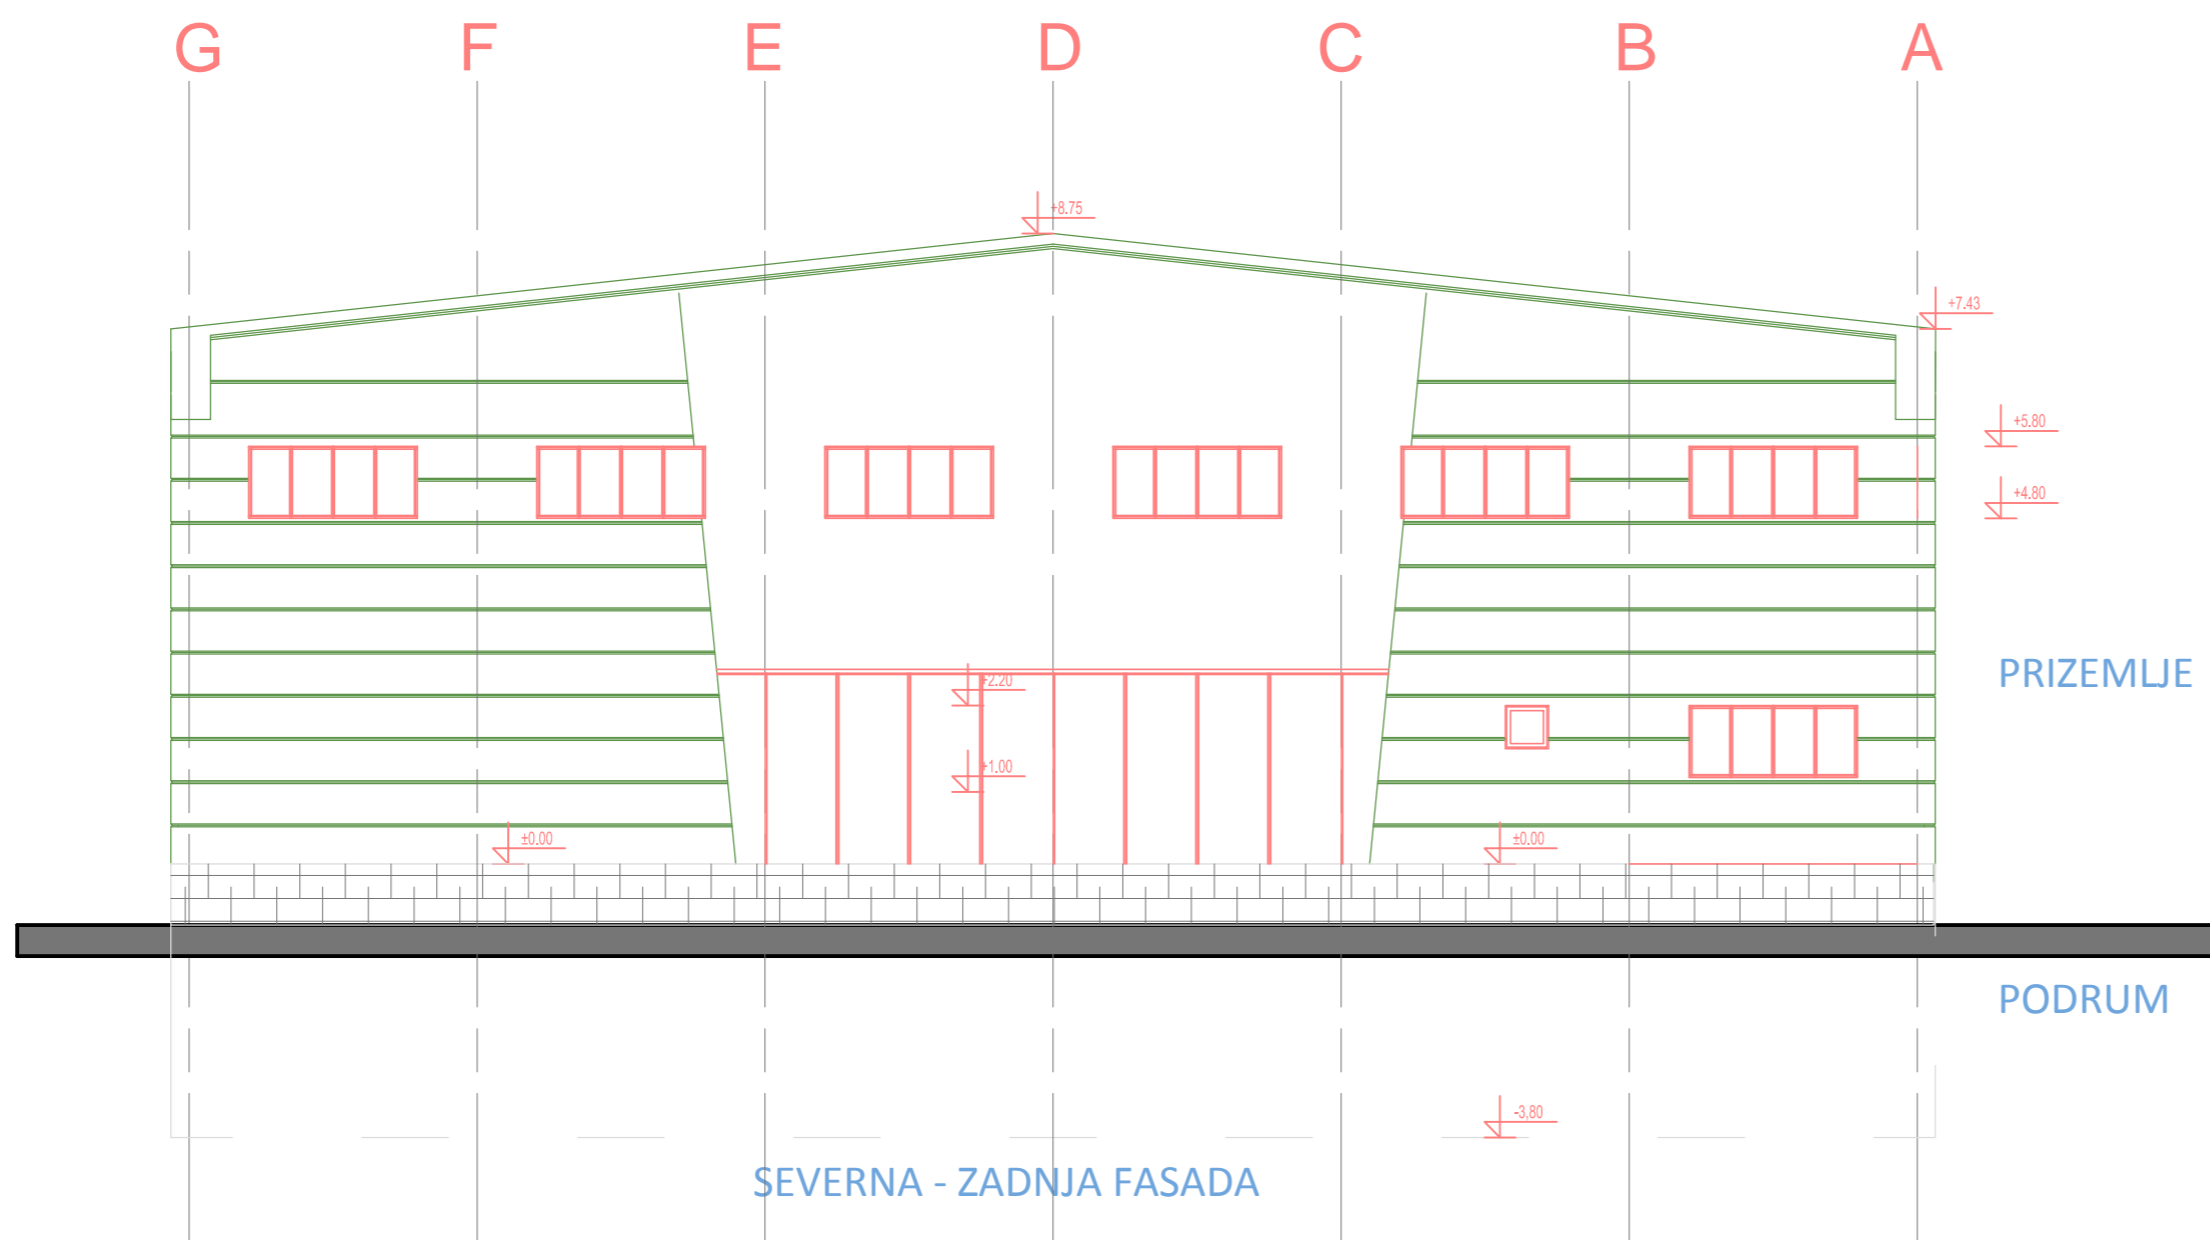 G F E D C B A
+8.75
+7.43
+5.80
+4.80
PRIZEMLJE
+2.20
+1.00
±0.00 ±0.00
PODRUM
-3,80
SEVERNA - ZADNJA FASADA